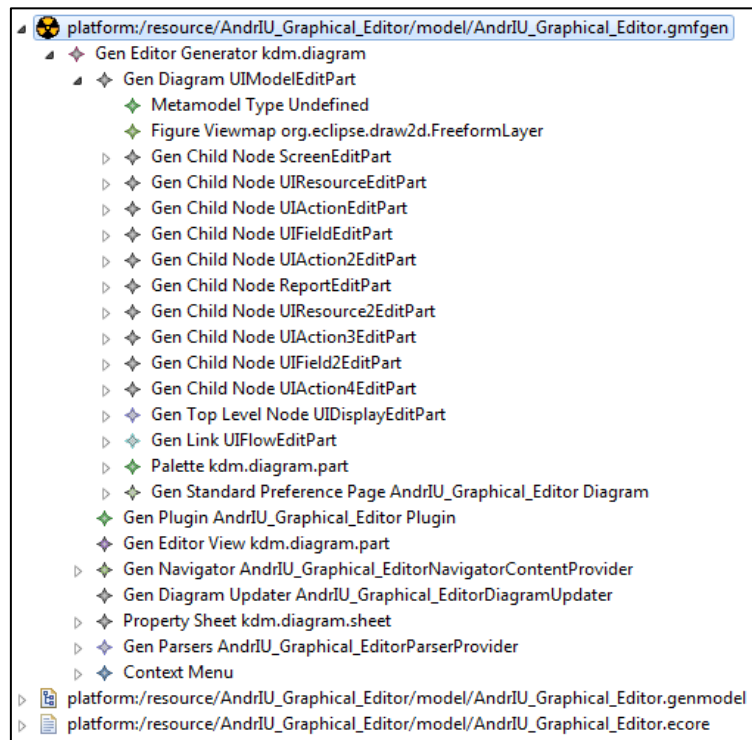 platform:/resource/AndrIU_Graphical_Editor/model/AndrIU_Graphical_Editor.gmfgen
Gen Editor Generator kdm.diagram
Gen Diagram UIModelEditPart
Metamodel Type Undefined
Figure Viewmap org.eclipse.draw2d.FreeformLayer
Gen Child Node ScreenEditPart
Gen Child Node UIResourceEditPart
Gen Child Node UIActionEditPart
Gen Child Node UIFieldEditPart
Gen Child Node UIAction2EditPart
Gen Child Node ReportEditPart
Gen Child Node UIResource2EditPart
Gen Child Node UIAction3EditPart
Gen Child Node UIField2EditPart
Gen Child Node UIAction4EditPart
Gen Top Level Node UIDisplayEditPart
Gen Link UIFlowEditPart
Palette kdm.diagram.part
Gen Standard Preference Page AndrIU_Graphical_Editor Diagram
Gen Plugin AndrIU_Graphical_Editor Plugin
Gen Editor View kdm.diagram.part
Gen Navigator AndrIU_Graphical_EditorNavigatorContentProvider
Gen Diagram Updater AndrIU_Graphical_EditorDiagramUpdater
Property Sheet kdm.diagram.sheet
Gen Parsers AndrIU_Graphical_EditorParserProvider
Context Menu
platform:/resource/AndrIU_Graphical_Editor/model/AndrIU_Graphical_Editor.genmodel
platform:/resource/AndrIU_Graphical_Editor/model/AndrIU_Graphical_Editor.ecore